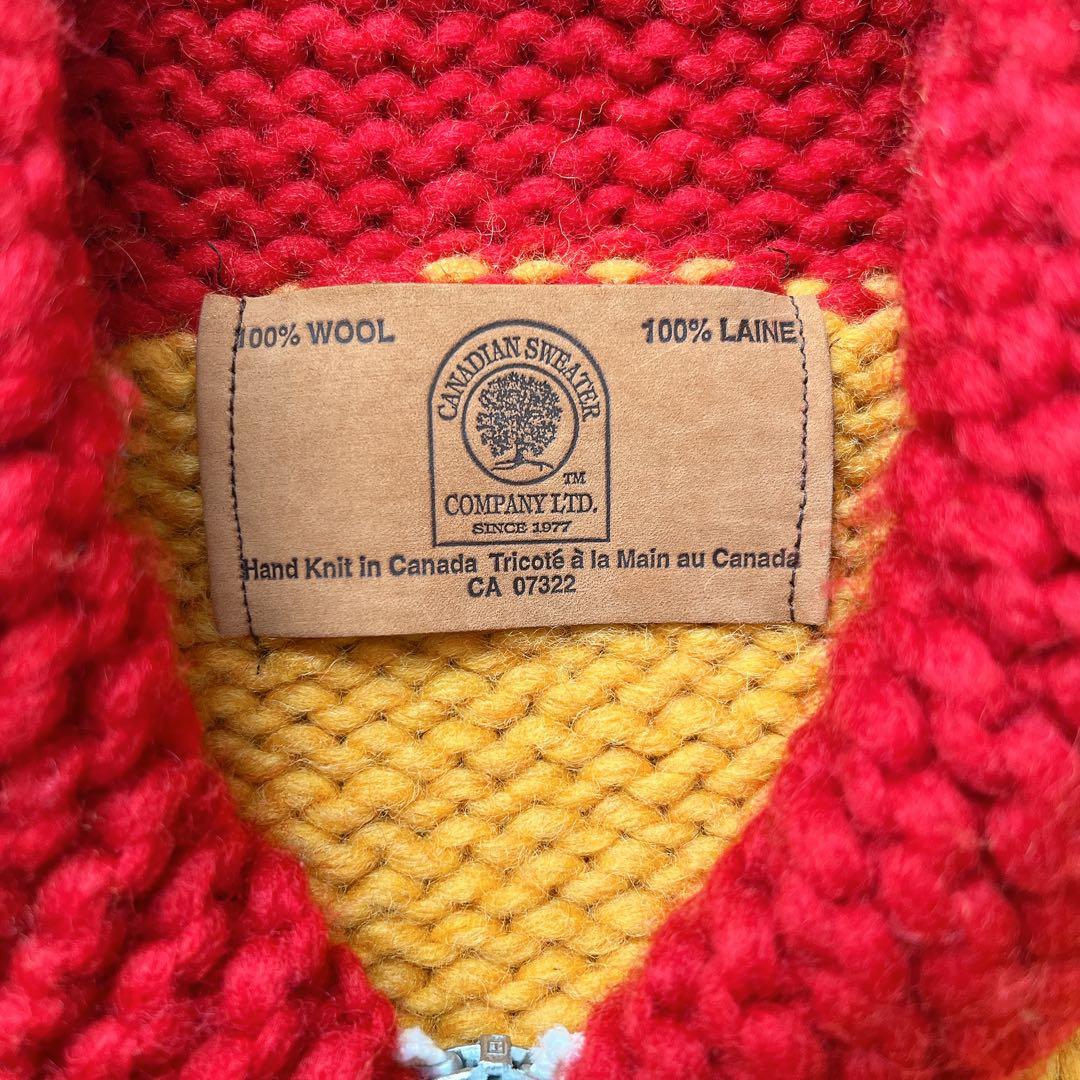 100% WOOL
100% LAINE
CANADIAN SWEATER
TM
COMPANY LTD.
SINCE 1977
Hand Knit in Canada Tricoté à la Main au Canada
CA 07322